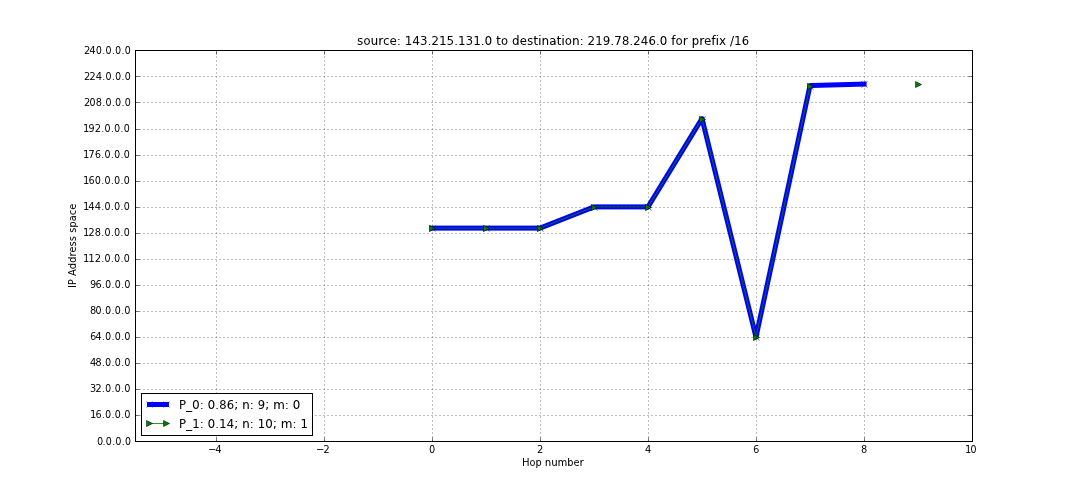 source: 143.215.131.0 to destination: 219.78.246.0 for prefix /16
240.0.0.0
224.0.0.0
208.0.0.0
192.0.0.0
176.0.0.0
160.0.0.0
144.0.0.0
128.0.0.0
112.0.0.0
96.0.0.0
80.0.0.0
64.0.0.0
48.0.0.0
32.0.0.0
16.0.0.0
0.0.0.0
IP Address space
P_0: 0.86; n: 9; m: 0
P_1: 0.14; n: 10; m: 1
−4 −2 0 2 4 6 8 10
Hop number